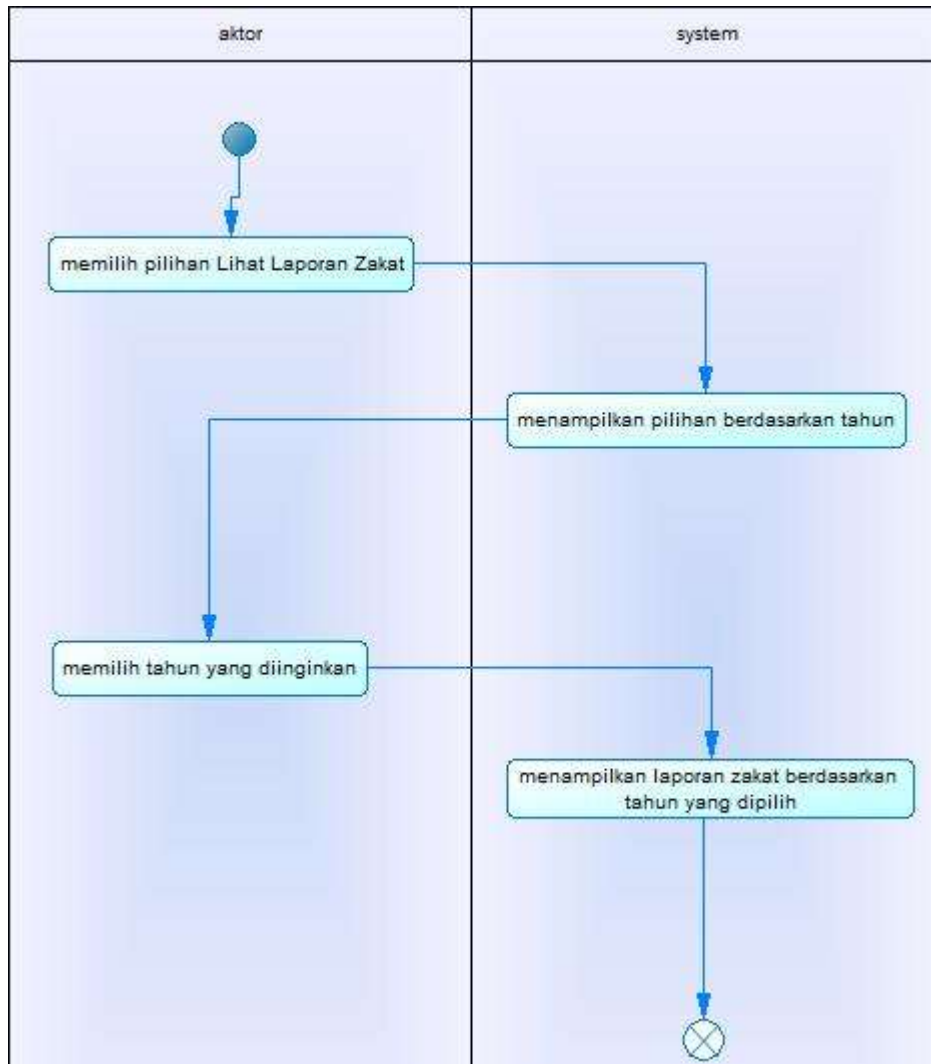 aktor
system
memilih pilihan Lihat Laporan Zakat
menampilkan pilihan berdasarkan tahun
memilih tahun yang diinginkan
menampilkan laporan zakat berdasarkan
tahun yang dipilih